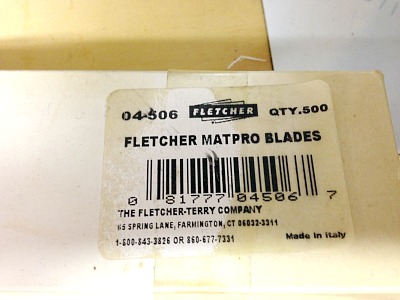 04-506 FLETCHER QTY.500
FLETCHER MATPRO BLADES
0 81777 04506 7
THE FLETCHER-TERRY COMPANY
65 SPRING LANE, FARMINGTON, CT 06032-3311
1-800-843-3826 OR 860-677-7331
Made in Italy